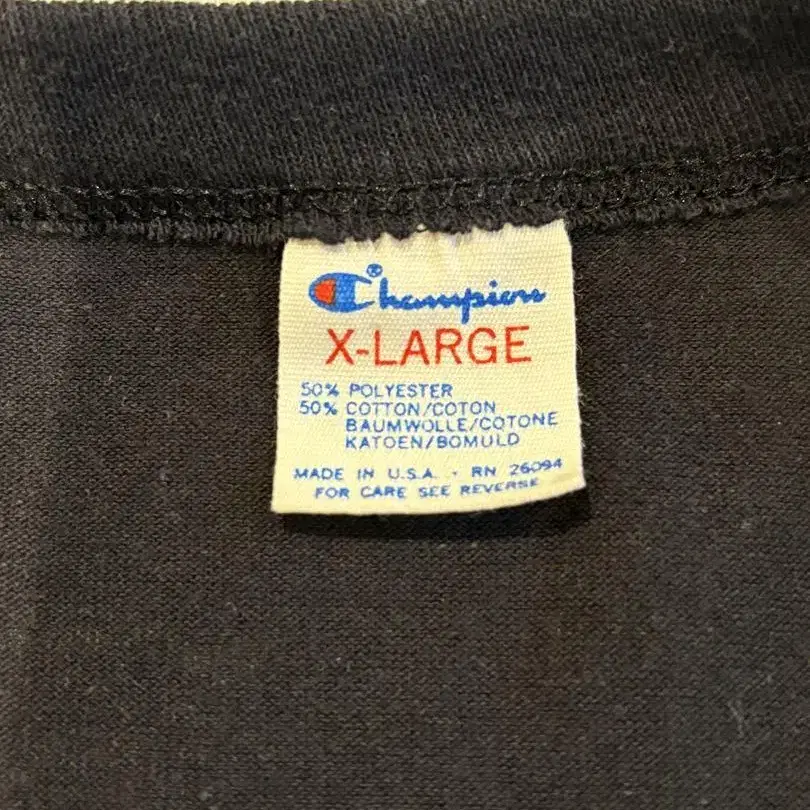 Champion®
X-LARGE
50% POLYESTER
50% COTTON/COTON
BAUMWOLLE/COTONE
KATOEN/BOMULD
MADE IN U.S.A. · RN 26094
FOR CARE SEE REVERSE